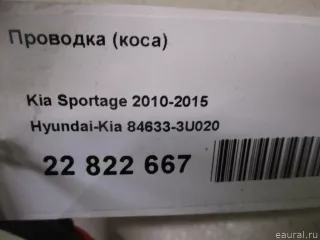 Проводка (коса)
Kia Sportage 2010-2015
Hyundai-Kia 84633-3U020
22 822 667
eaural.ru